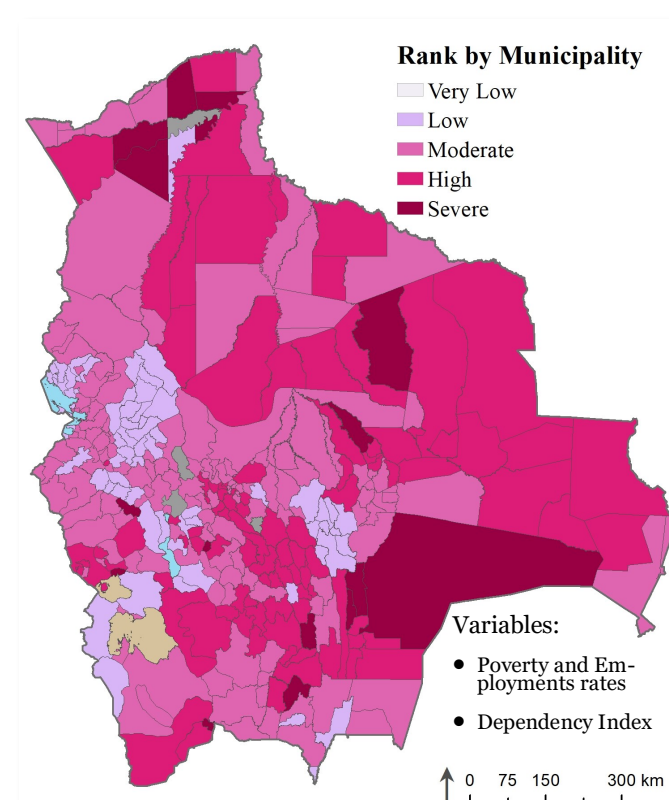 Rank by Municipality
Very Low
Low
Moderate
High
Severe
Variables:
• Poverty and Em-
ployments rates
• Dependency Index
0 75 150 300 km